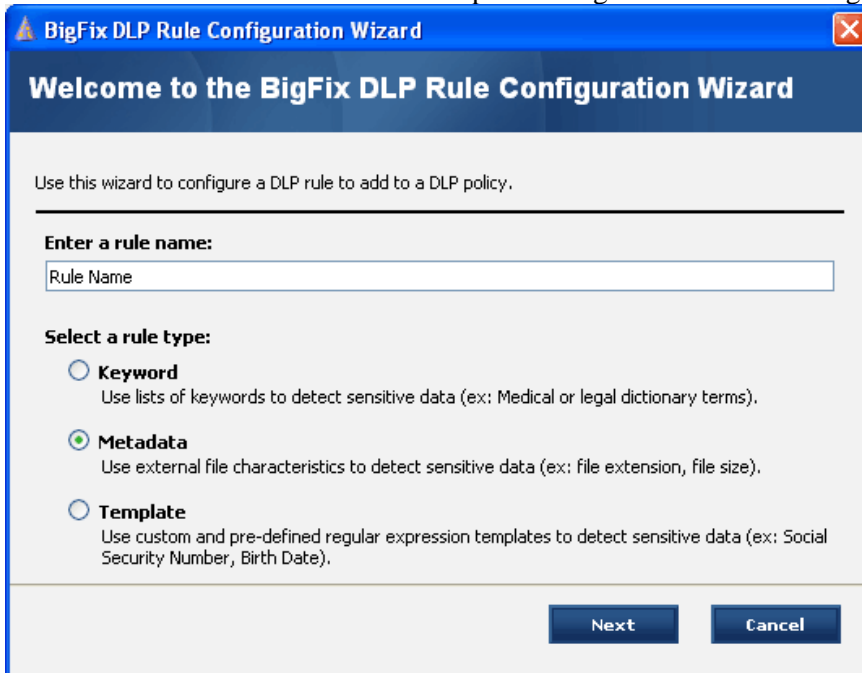 BigFix DLP Rule Configuration Wizard
Welcome to the BigFix DLP Rule Configuration Wizard
Use this wizard to configure a DLP rule to add to a DLP policy.
Enter a rule name:
Rule Name
Select a rule type:
Keyword
Use lists of keywords to detect sensitive data (ex: Medical or legal dictionary terms).
Metadata
Use external file characteristics to detect sensitive data (ex: file extension, file size).
Template
Use custom and pre-defined regular expression templates to detect sensitive data (ex: Social
Security Number, Birth Date).
Next Cancel